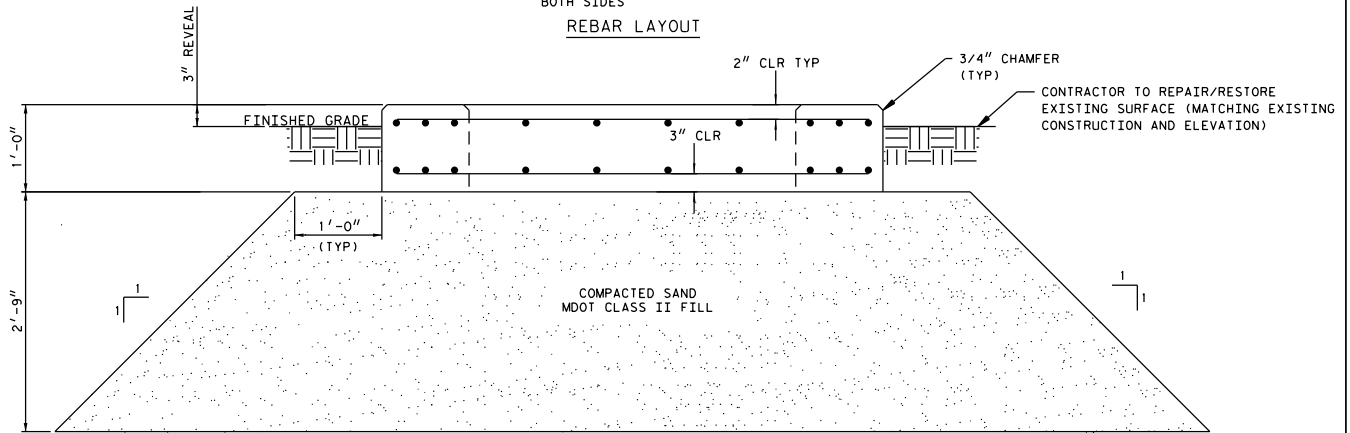 BOTH SIDES
REBAR LAYOUT
3" REVEAL
2" CLR TYP
3/4" CHAMFER
(TYP)
CONTRACTOR TO REPAIR/RESTORE
EXISTING SURFACE (MATCHING EXISTING
CONSTRUCTION AND ELEVATION)
FINISHED GRADE
3" CLR
1'-0"
1'-0"
(TYP)
COMPACTED SAND
MDOT CLASS II FILL
1
1
1
1
2'-9"